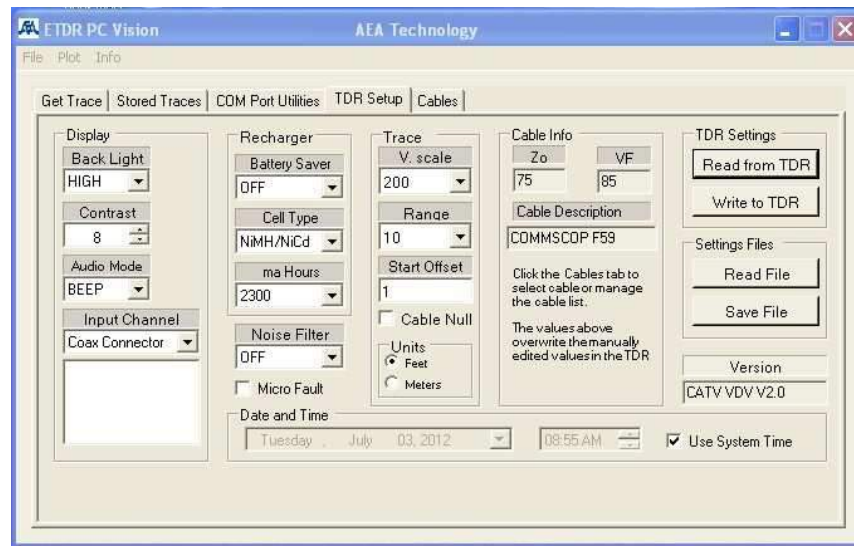 ETDR PC Vision AEA Technology
File Plot Info
Get Trace Stored Traces COM Port Utilities TDR Setup Cables
Display
Back Light
HIGH
Contrast
8
Audio Mode
BEEP
Input Channel
Coax Connector
Recharger
Battery Saver
OFF
Cell Type
NiMH/NiCd
ma Hours
2300
Noise Filter
OFF
Micro Fault
Trace
V. scale
200
Range
10
Start Offset
1
Cable Null
Units
Feet
Meters
Cable Info
Zo VF
75 85
Cable Description
COMMSCOP F59
Click the Cables tab to
select cable or manage
the cable list.
The values above
overwrite the manually
edited values in the TDR
TDR Settings
Read from TDR
Write to TDR
Settings Files
Read File
Save File
Version
CATV VDV V2.0
Date and Time
Tuesday , July 03, 2012 08:55 AM Use System Time